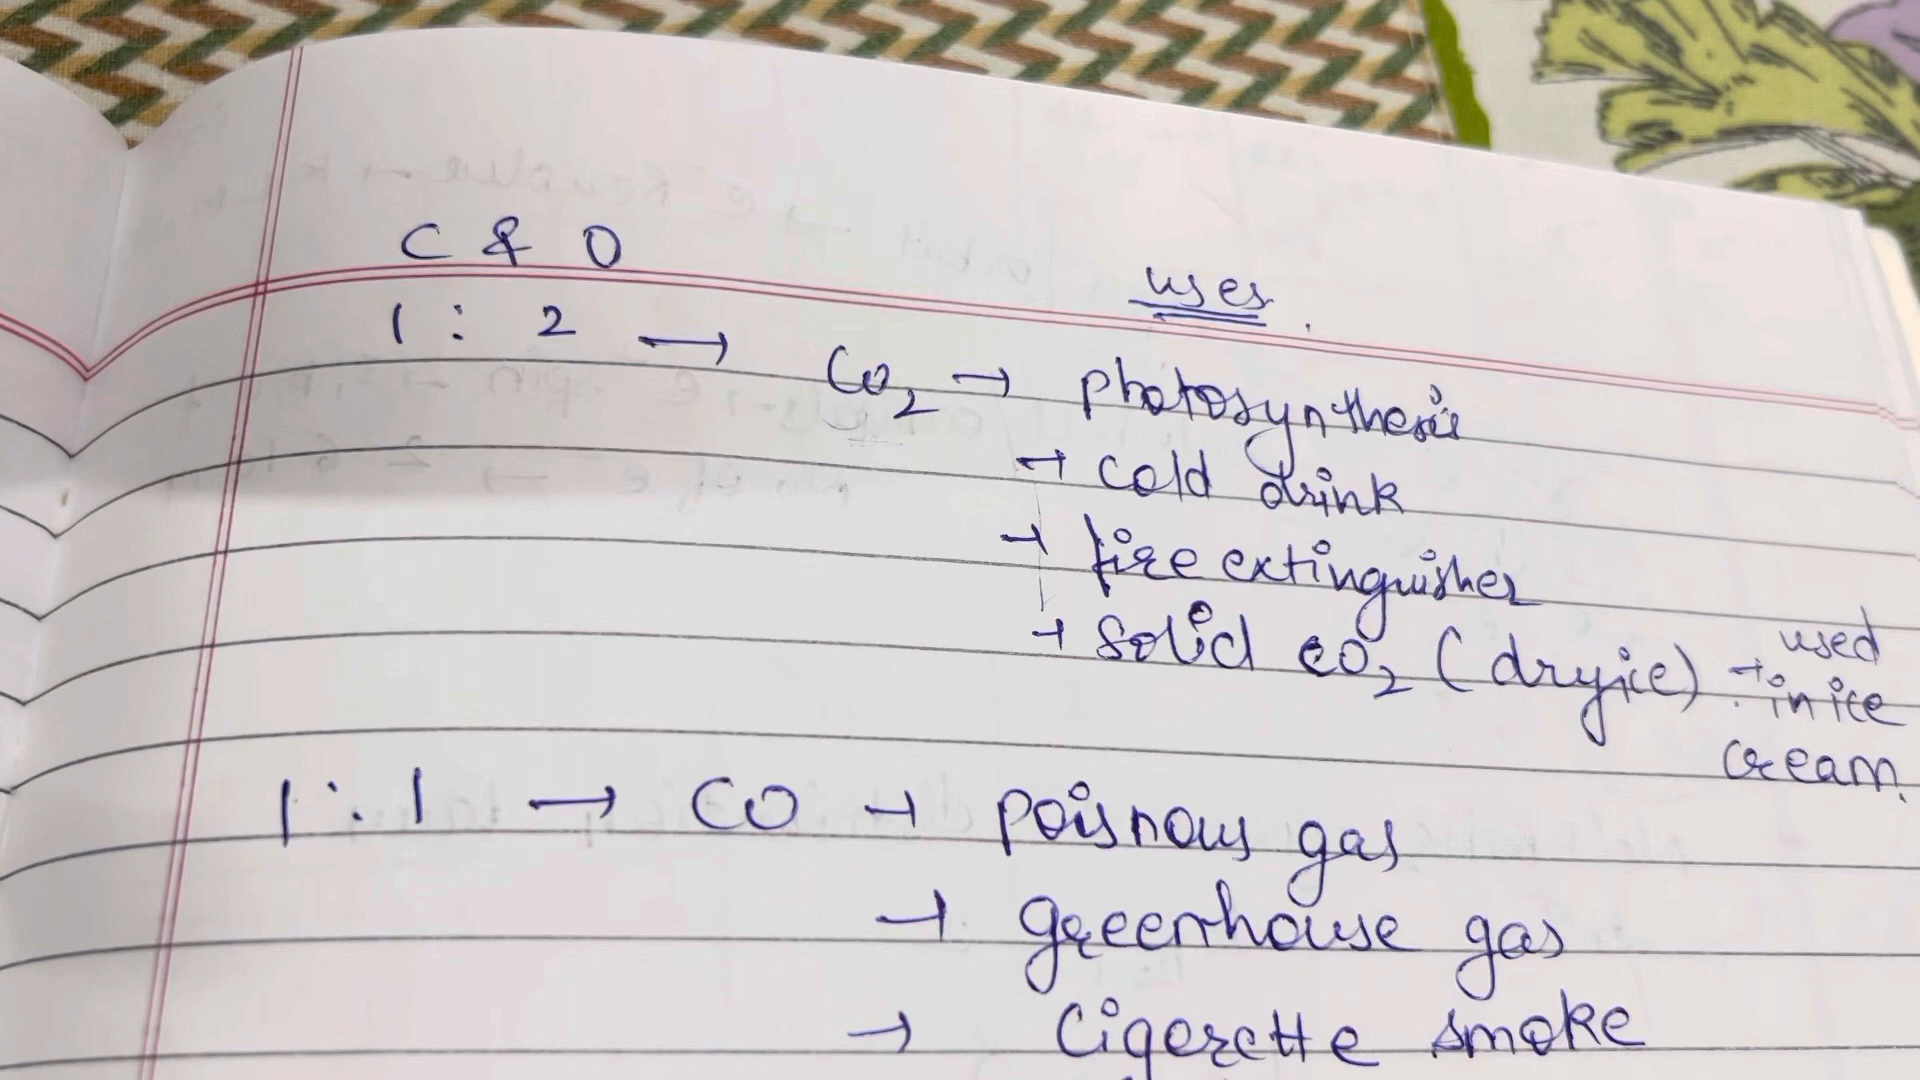 C & O
uses.
1 : 2 → CO2 → photosynthesis
→ cold drink
→ fire extinguisher
→ Solid CO2 (dryice) → used in ice cream.
1 : 1 → CO → poisnous gas
→ greenhouse gas
→ Cigerette smoke